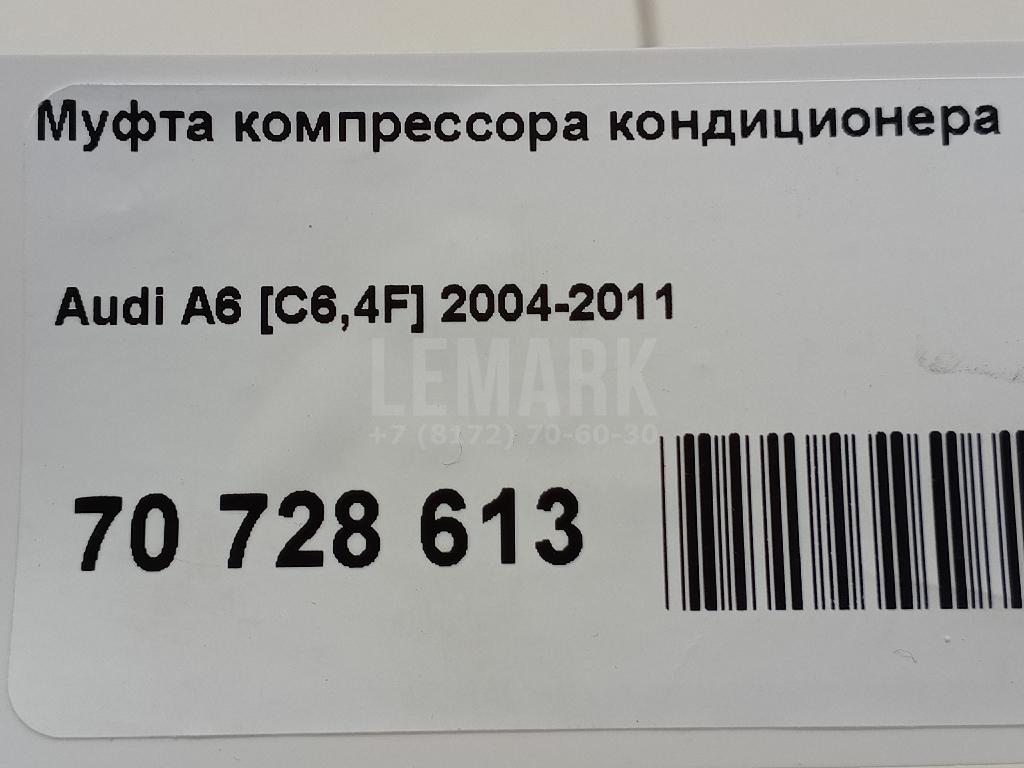 Муфта компрессора кондиционера
Audi A6 [C6,4F] 2004-2011
LEMARK
+7 (8172) 70-60-30
70 728 613